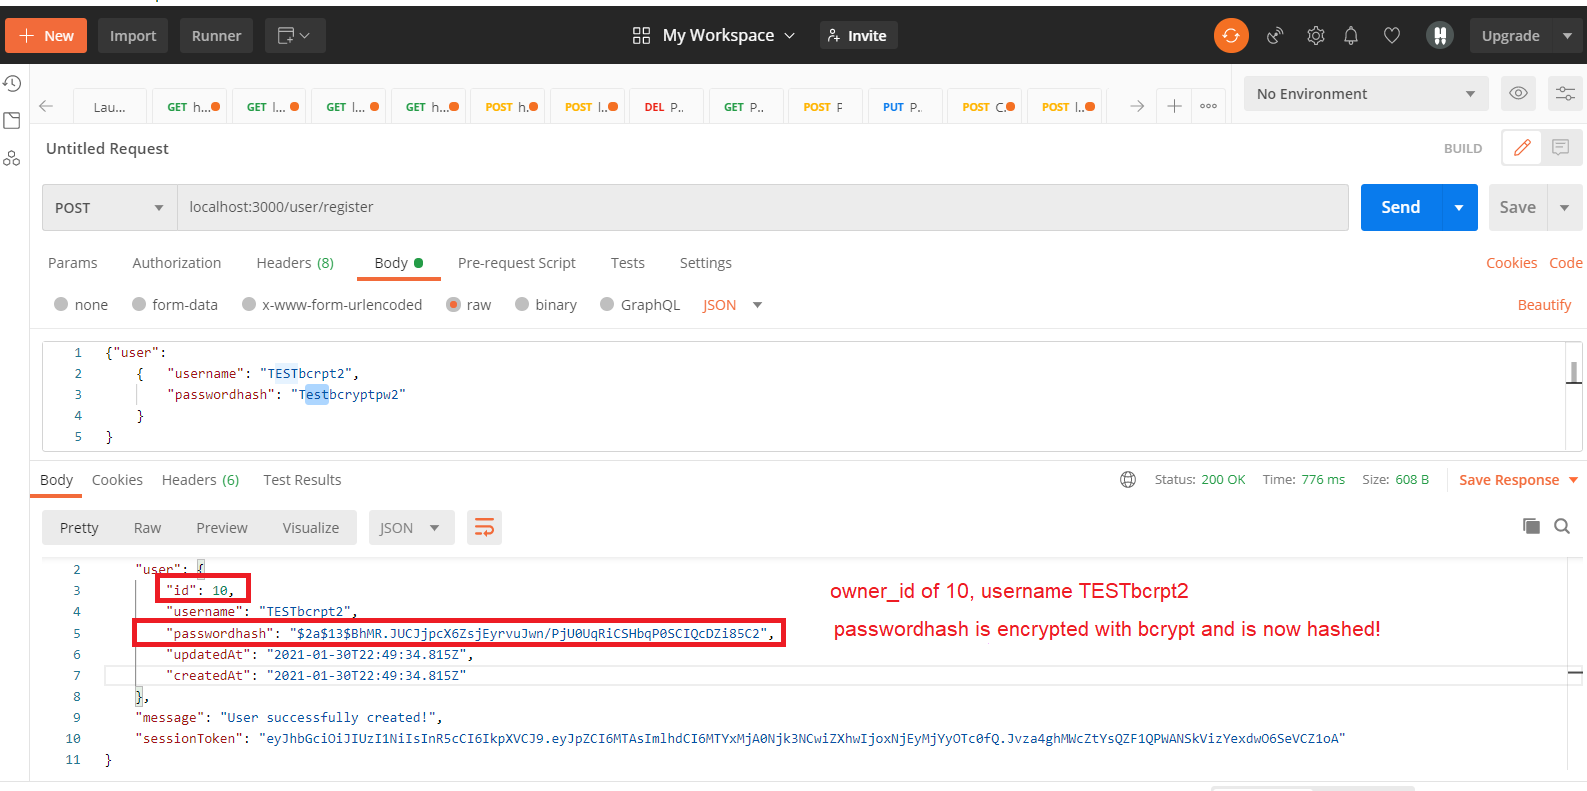 New Import Runner My Workspace Invite Upgrade
Lau... GET h... GET l... GET l... GET h... POST h... POST l... DEL P.. GET P.. POST P PUT P.. POST C... POST l... No Environment
Untitled Request BUILD
POST localhost:3000/user/register Send Save
Params Authorization Headers (8) Body Pre-request Script Tests Settings Cookies Code
none form-data x-www-form-urlencoded raw binary GraphQL JSON Beautify
1 {"user":
2 { "username": "TESTbcrpt2",
3 "passwordhash": "Testbcryptpw2"
4 }
5 }
Body Cookies Headers (6) Test Results Status: 200 OK Time: 776 ms Size: 608 B Save Response
Pretty Raw Preview Visualize JSON
2 "user": {
3 "id": 10, owner_id of 10, username TESTbcrpt2
4 "username": "TESTbcrpt2",
5 "passwordhash": "$2a$13$BhMR.JUCJjpcX6ZsjEyrvuJwn/PjU0UqRiCSHbqP0SCIQcDZi85C2", passwordhash is encrypted with bcrypt and is now hashed!
6 "updatedAt": "2021-01-30T22:49:34.815Z",
7 "createdAt": "2021-01-30T22:49:34.815Z"
8 },
9 "message": "User successfully created!",
10 "sessionToken": "eyJhbGciOiJIUzI1NiIsInR5cCI6IkpXVCJ9.eyJpZCI6MTAsImlhdCI6MTYxMjA0Njk3NCwiZXhwIjoxNjEyMjYyOTc0fQ.Jvza4ghMWcZtYsQZF1QPWANSkVizYexdwO6SeVCZ1oA"
11 }